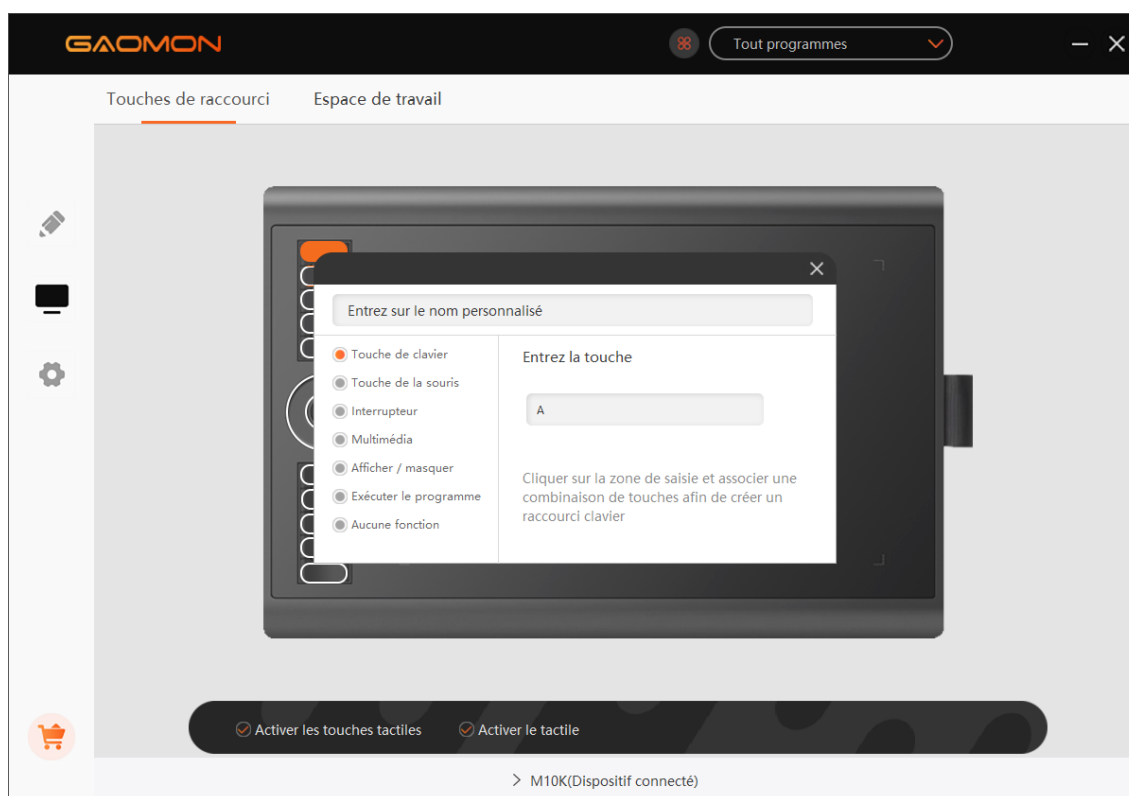 GAOMON
Tout programmes
Touches de raccourci
Espace de travail
Entrez sur le nom personnalisé
Touche de clavier
Touche de la souris
Interrupteur
Multimédia
Afficher / masquer
Exécuter le programme
Aucune fonction
Entrez la touche
A
Cliquer sur la zone de saisie et associer une
combinaison de touches afin de créer un
raccourci clavier
Activer les touches tactiles
Activer le tactile
M10K(Dispositif connecté)